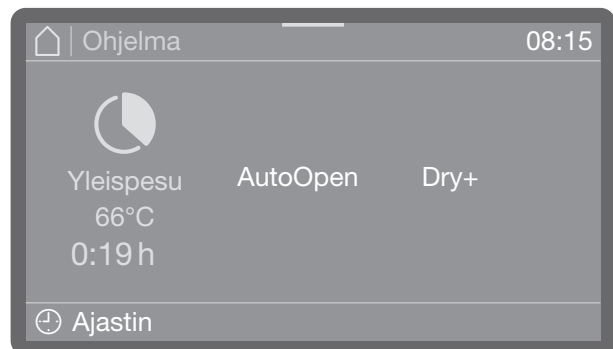 Ohjelma 08:15
Yleispesu AutoOpen Dry+
66°C
0:19 h
Ajastin